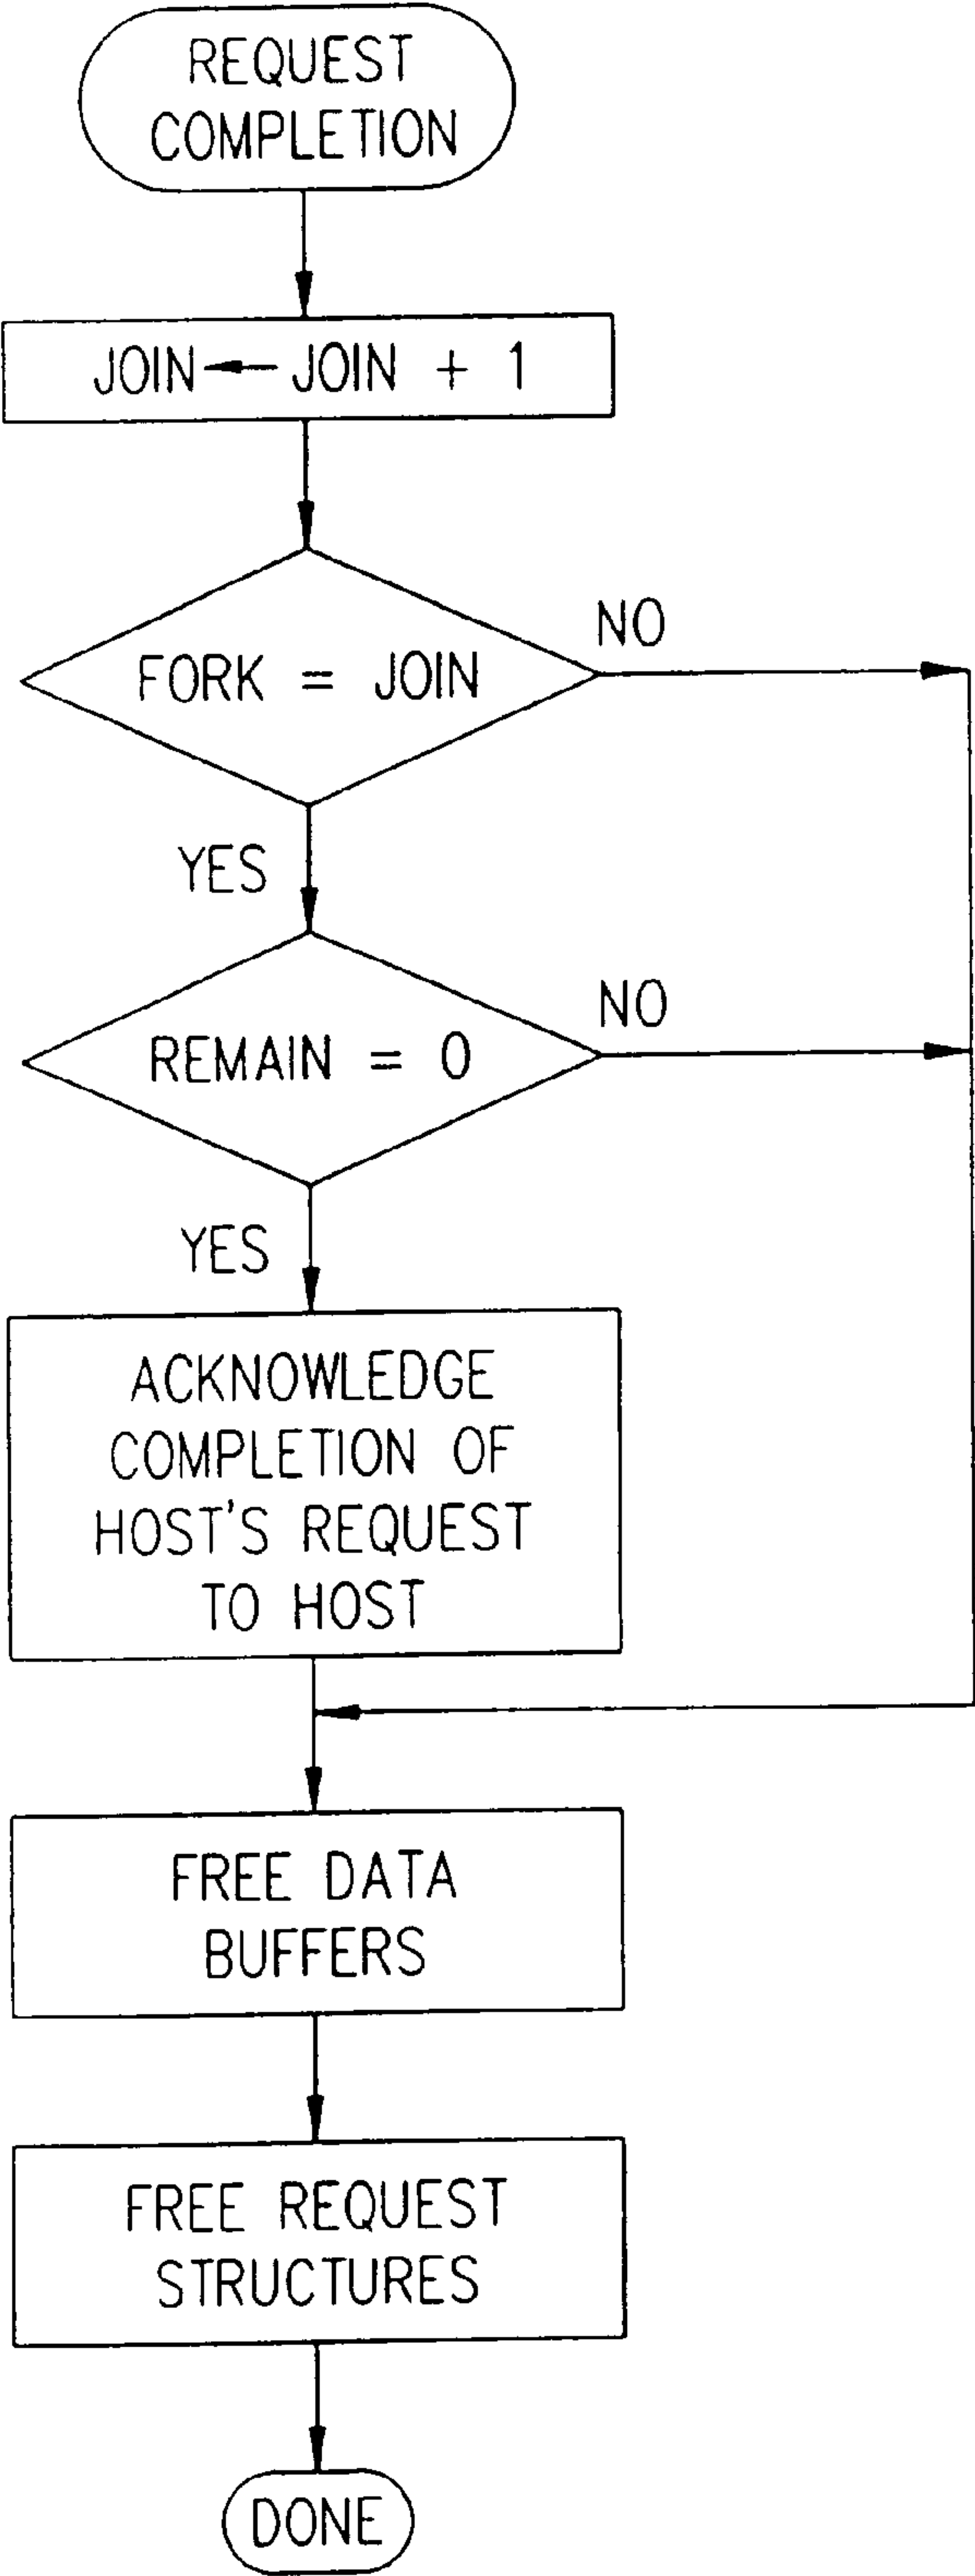 REQUEST
COMPLETION
JOIN ← JOIN + 1
FORK = JOIN
NO
YES
REMAIN = 0
NO
YES
ACKNOWLEDGE
COMPLETION OF
HOST'S REQUEST
TO HOST
FREE DATA
BUFFERS
FREE REQUEST
STRUCTURES
DONE